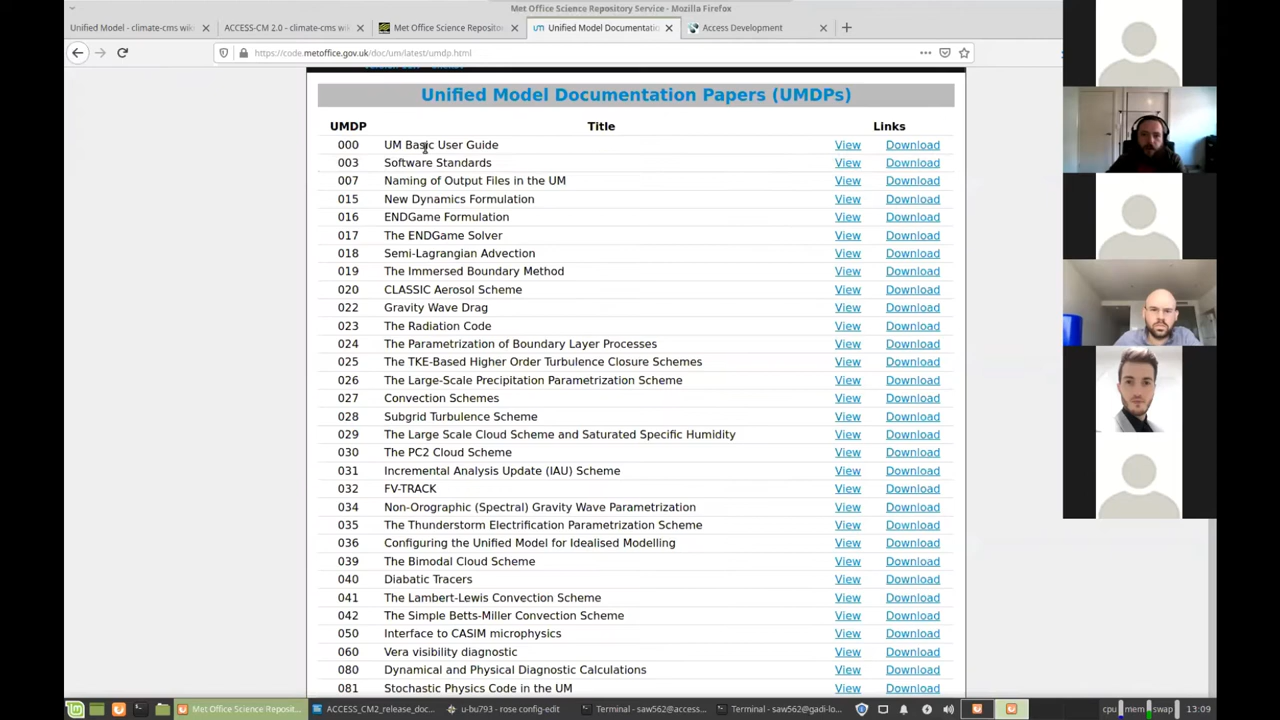 Met Office Science Repository Service - Mozilla Firefox
Unified Model - climate-cms wik
ACCESS-CM 2.0 - climate-cms wik
Met Office Science Reposito
Unified Model Documentatio
Access Development
https://code.metoffice.gov.uk/doc/um/latest/umdp.html
Unified Model Documentation Papers (UMDPs)
UMDP Title Links
000 UM Basic User Guide View Download
003 Software Standards View Download
007 Naming of Output Files in the UM View Download
015 New Dynamics Formulation View Download
016 ENDGame Formulation View Download
017 The ENDGame Solver View Download
018 Semi-Lagrangian Advection View Download
019 The Immersed Boundary Method View Download
020 CLASSIC Aerosol Scheme View Download
022 Gravity Wave Drag View Download
023 The Radiation Code View Download
024 The Parametrization of Boundary Layer Processes View Download
025 The TKE-Based Higher Order Turbulence Closure Schemes View Download
026 The Large-Scale Precipitation Parametrization Scheme View Download
027 Convection Schemes View Download
028 Subgrid Turbulence Scheme View Download
029 The Large Scale Cloud Scheme and Saturated Specific Humidity View Download
030 The PC2 Cloud Scheme View Download
031 Incremental Analysis Update (IAU) Scheme View Download
032 FV-TRACK View Download
034 Non-Orographic (Spectral) Gravity Wave Parametrization View Download
035 The Thunderstorm Electrification Parametrization Scheme View Download
036 Configuring the Unified Model for Idealised Modelling View Download
039 The Bimodal Cloud Scheme View Download
040 Diabatic Tracers View Download
041 The Lambert-Lewis Convection Scheme View Download
042 The Simple Betts-Miller Convection Scheme View Download
050 Interface to CASIM microphysics View Download
060 Vera visibility diagnostic View Download
080 Dynamical and Physical Diagnostic Calculations View Download
081 Stochastic Physics Code in the UM View Download
Met Office Science Reposit...
ACCESS_CM2_release_doc...
u-bu793 - rose config-edit
Terminal - saw562@access...
Terminal - saw562@gadi-lo...
cpu mem swap 13:09